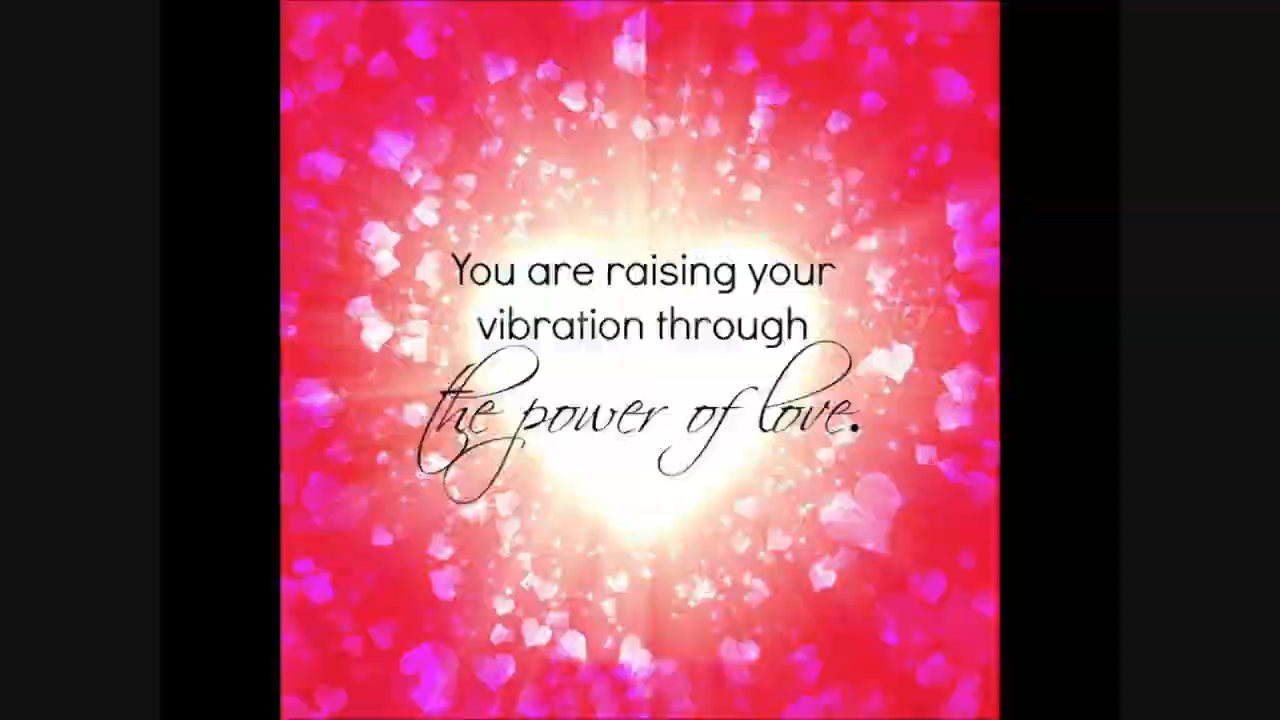 You are raising your
vibration through
the power of love.